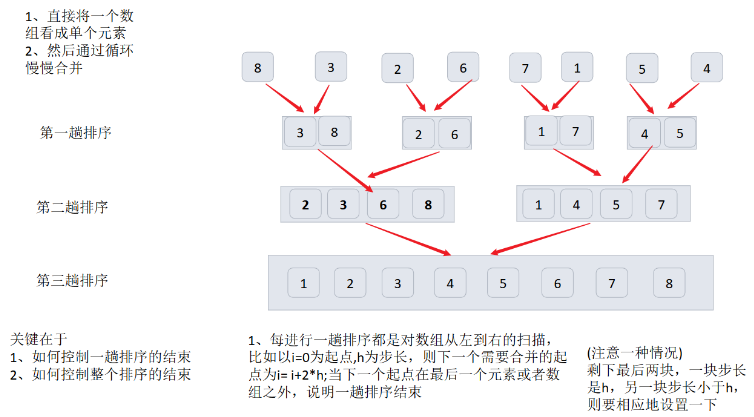 1、直接将一个数
组看成单个元素
2、然后通过循环
慢慢合并
8 3 2 6 7 1 5 4
第一趟排序
3 8 2 6 1 7 4 5
第二趟排序
2 3 6 8 1 4 5 7
第三趟排序
1 2 3 4 5 6 7 8
关键在于
1、如何控制一趟排序的结束
2、如何控制整个排序的结束
1、每进行一趟排序都是对数组从左到右的扫描,
比如以i=0为起点,h为步长，则下一个需要合并的起
点为i= i+2*h;当下一个起点在最后一个元素或者数
组之外，说明一趟排序结束
(注意一种情况)
剩下最后两块，一块步长
是h，另一块步长小于h，
则要相应地设置一下